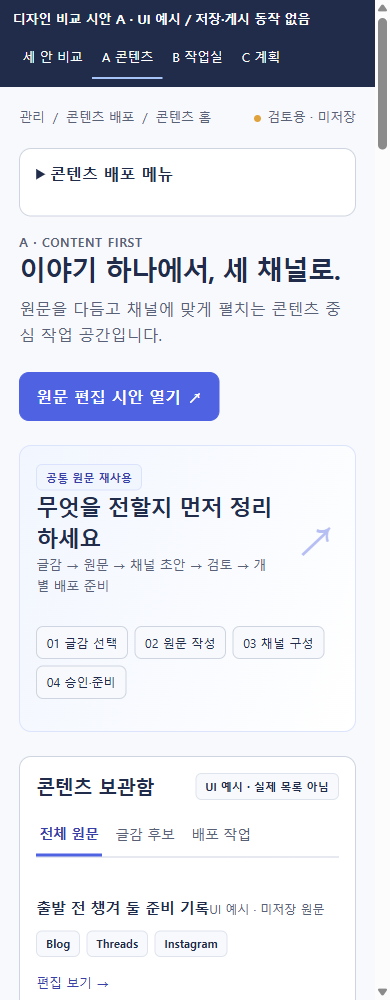 디자인 비교 시안 A · UI 예시 / 저장·게시 동작 없음
세 안 비교 A 콘텐츠 B 작업실 C 계획
관리 / 콘텐츠 배포 / 콘텐츠 홈 검토용 · 미저장
▶ 콘텐츠 배포 메뉴
A · CONTENT FIRST
이야기 하나에서, 세 채널로.
원문을 다듬고 채널에 맞게 펼치는 콘텐츠 중
심 작업 공간입니다.
원문 편집 시안 열기 ↗
공통 원문 재사용
무엇을 전할지 먼저 정리
하세요
글감 → 원문 → 채널 초안 → 검토 → 개
별 배포 준비
↗
01 글감 선택 02 원문 작성 03 채널 구성
04 승인·준비
콘텐츠 보관함 UI 예시 · 실제 목록 아님
전체 원문 글감 후보 배포 작업
출발 전 챙겨 둘 준비 기록UI 예시 · 미저장 원문
Blog Threads Instagram
편집 보기 →